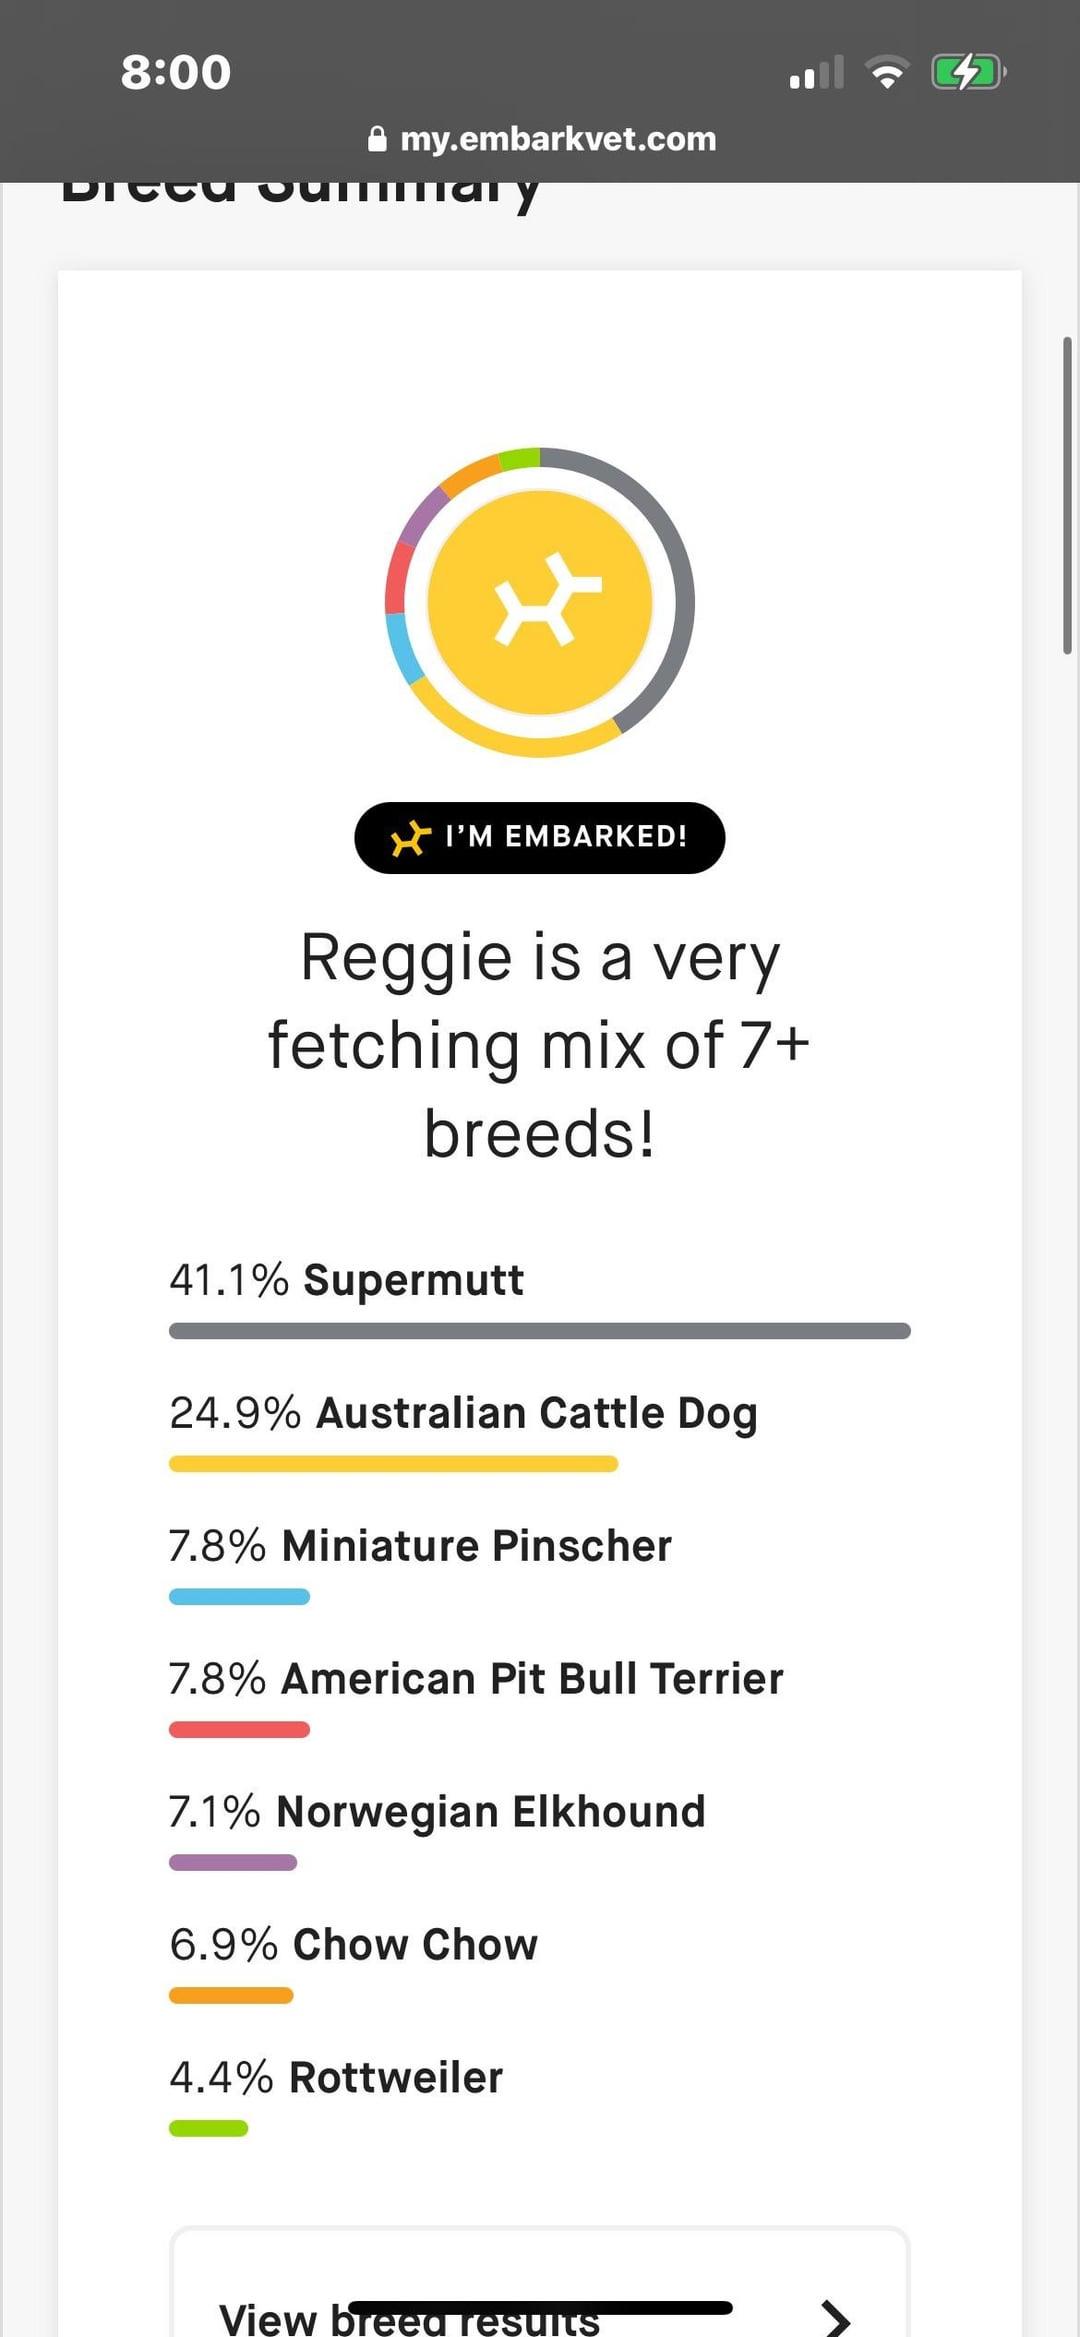 8:00
my.embarkvet.com
Breed Summary
I'M EMBARKED!
Reggie is a very
fetching mix of 7+
breeds!
41.1% Supermutt
24.9% Australian Cattle Dog
7.8% Miniature Pinscher
7.8% American Pit Bull Terrier
7.1% Norwegian Elkhound
6.9% Chow Chow
4.4% Rottweiler
View breed results